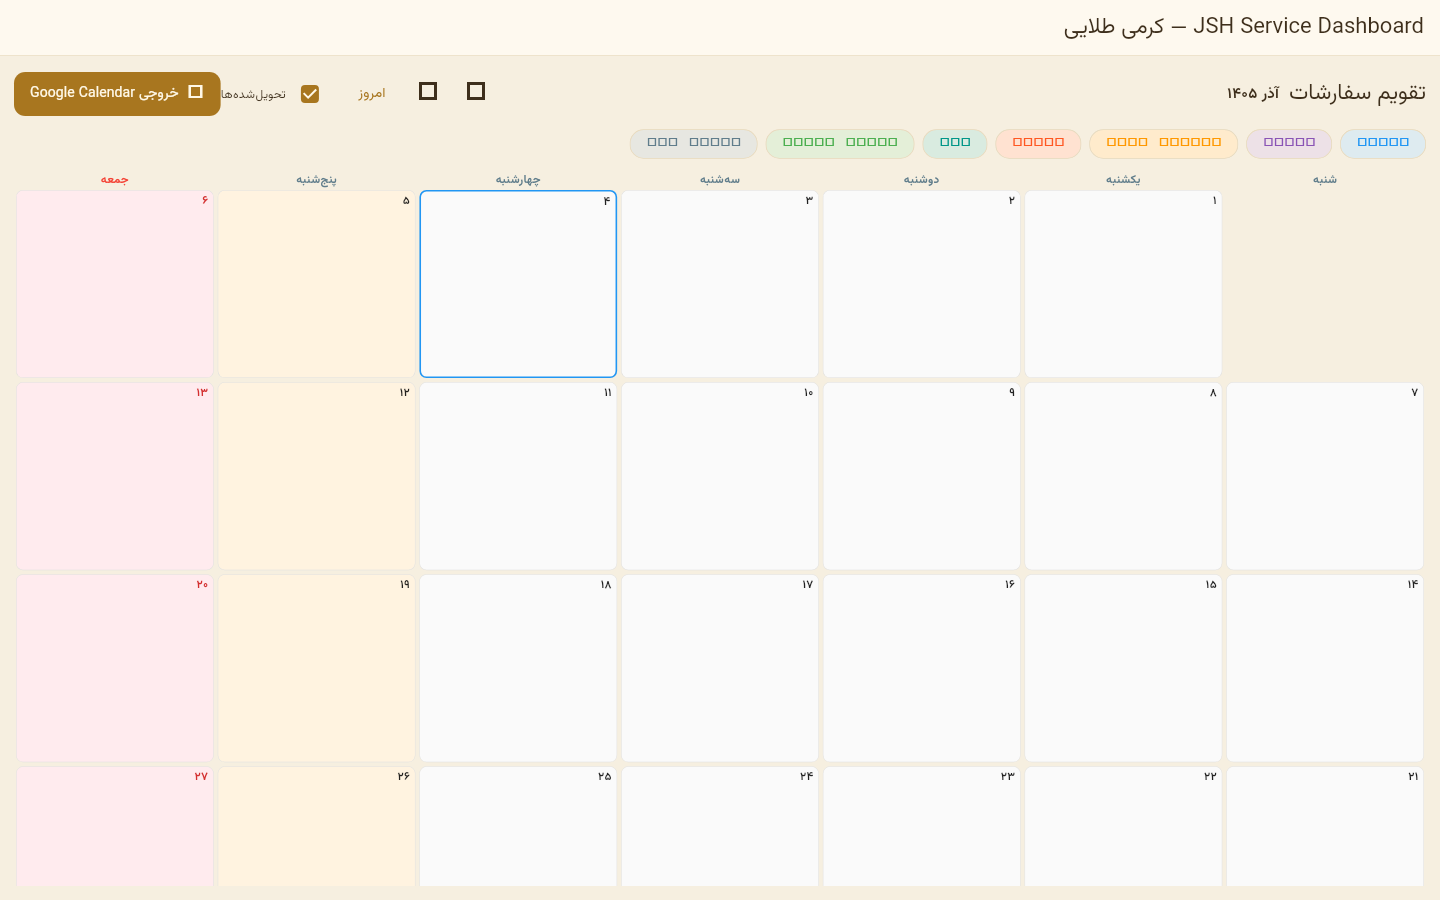 JSH Service Dashboard — کرمی طلایی
تقویم سفارشات آذر ۱۴۰۵
امروز
تحویل‌شده‌ها
خروجی Google Calendar
شنبه یکشنبه دوشنبه سه‌شنبه چهارشنبه پنج‌شنبه جمعه
۱ ۲ ۳ ۴ ۵ ۶
۷ ۸ ۹ ۱۰ ۱۱ ۱۲ ۱۳
۱۴ ۱۵ ۱۶ ۱۷ ۱۸ ۱۹ ۲۰
۲۱ ۲۲ ۲۳ ۲۴ ۲۵ ۲۶ ۲۷